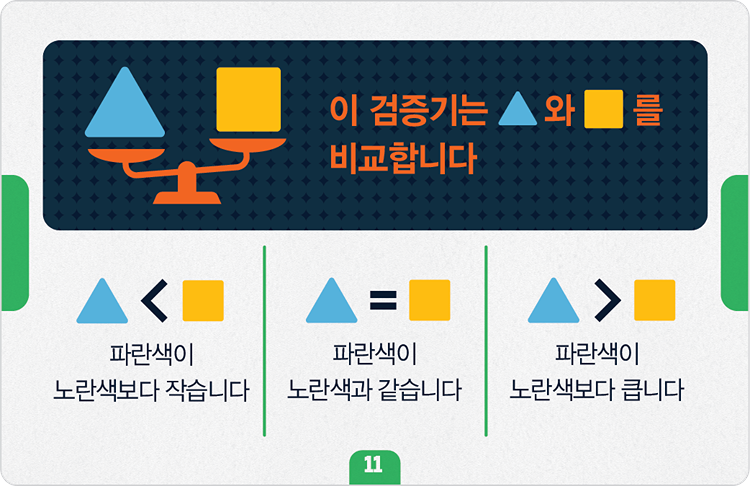 이 검증기는 와 를
비교합니다
<
파란색이
노란색보다 작습니다
=
파란색이
노란색과 같습니다
>
파란색이
노란색보다 큽니다
11